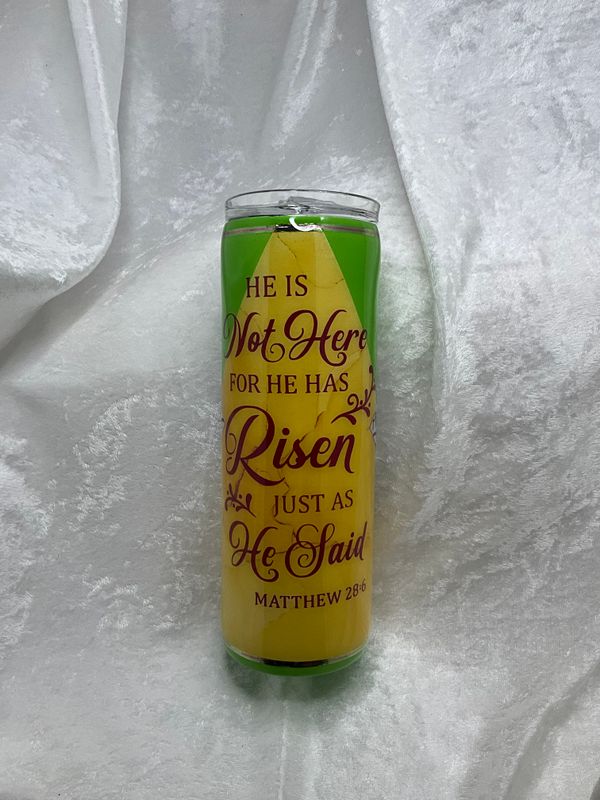 HE IS
Not Here
FOR HE HAS
Risen
JUST AS
He Said
MATTHEW 28:6